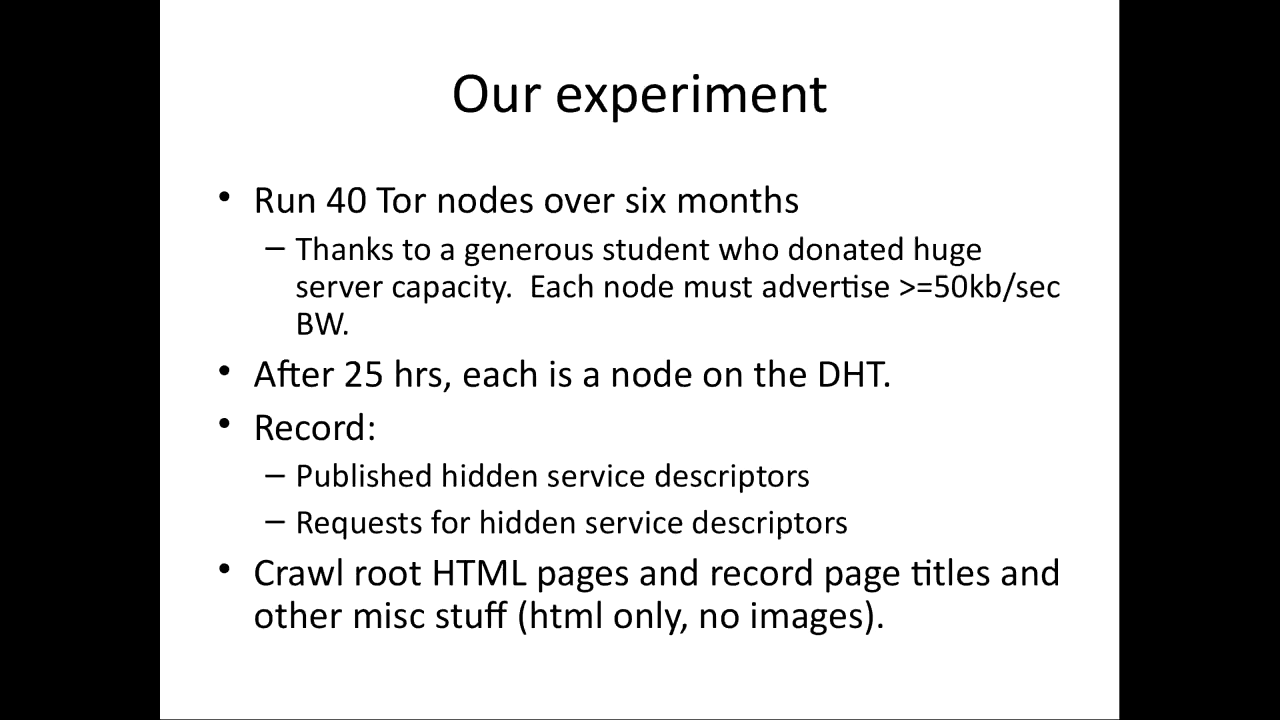 Our experiment
• Run 40 Tor nodes over six months
– Thanks to a generous student who donated huge
server capacity.  Each node must advertise >=50kb/sec
BW.
• After 25 hrs, each is a node on the DHT.
• Record:
– Published hidden service descriptors
– Requests for hidden service descriptors
• Crawl root HTML pages and record page titles and
other misc stuff (html only, no images).